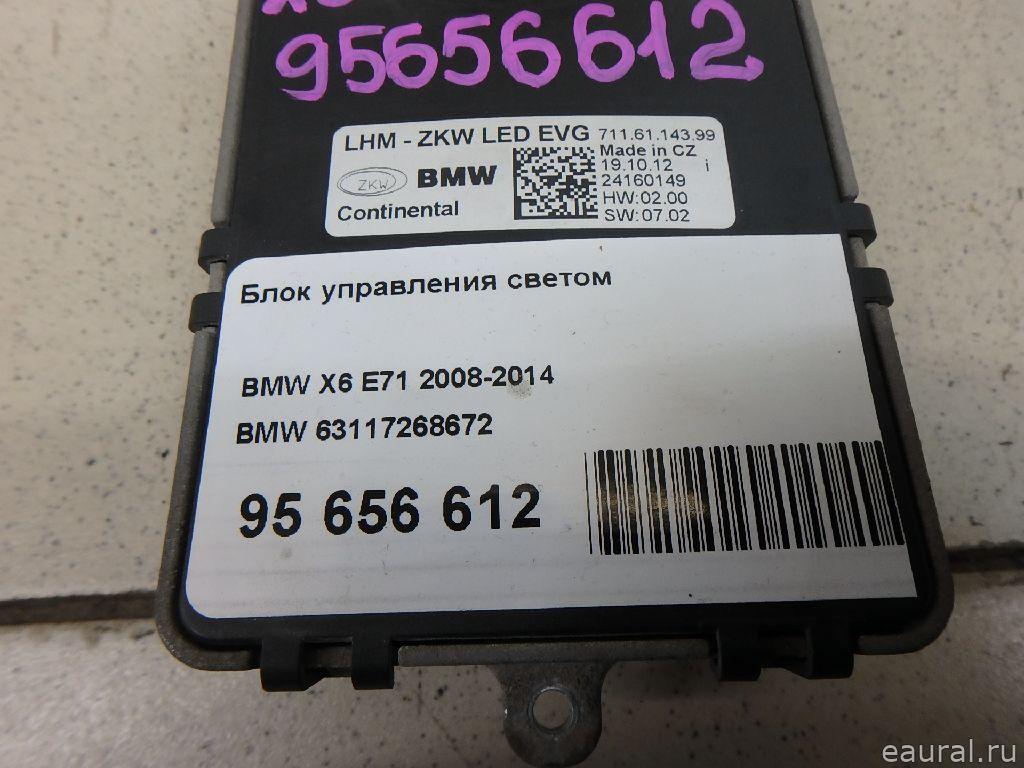 95656612
LHM - ZKW LED EVG 711.61.143.99
Made in CZ
ZKW BMW 19.10.12 i
24160149
Continental HW:02.00
SW:07.02
Блок управления светом
BMW X6 E71 2008-2014
BMW 63117268672
95 656 612
eaural.ru